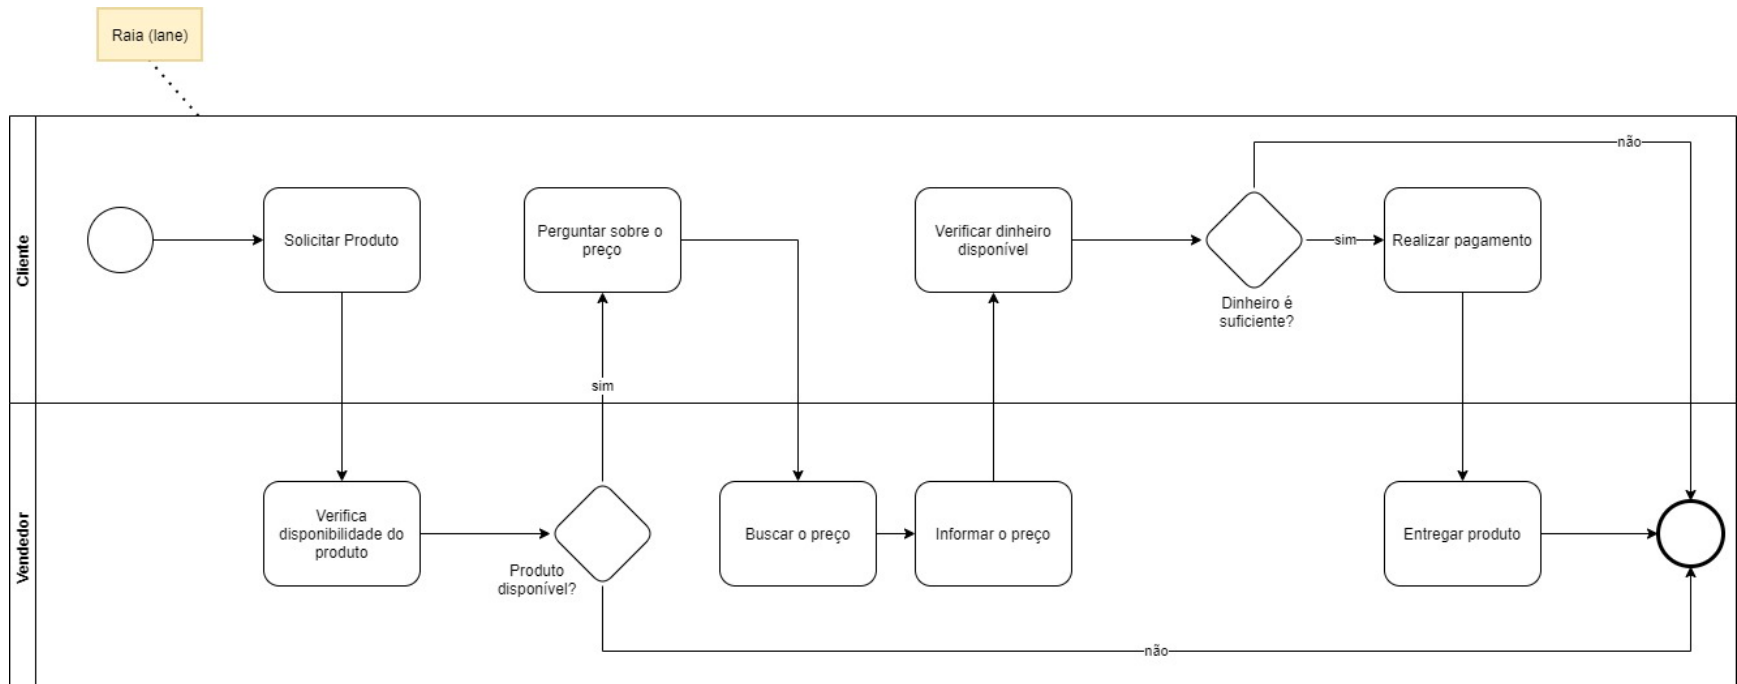 Raia (lane)
Cliente
Solicitar Produto
Perguntar sobre o
preço
Verificar dinheiro
disponível
Dinheiro é
suficiente?
não
sim
Realizar pagamento
sim
Vendedor
Verifica
disponibilidade do
produto
Produto
disponível?
Buscar o preço
Informar o preço
Entregar produto
não